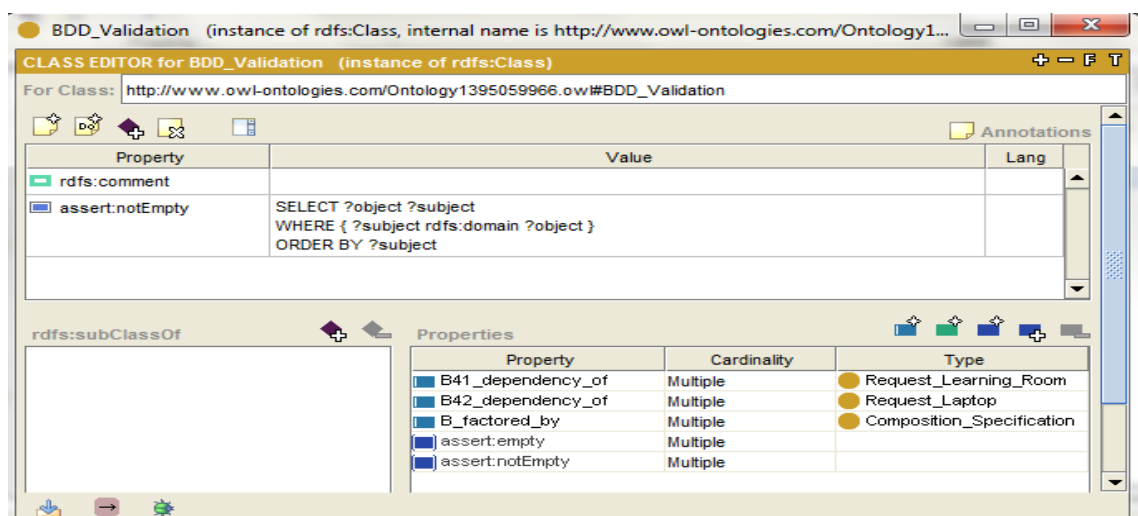 BDD_Validation (instance of rdfs:Class, internal name is http://www.owl-ontologies.com/Ontology1...
CLASS EDITOR for BDD_Validation (instance of rdfs:Class)
F T
For Class: http://www.owl-ontologies.com/Ontology1395059966.owl#BDD_Validation
Annotations
Property Value Lang
rdfs:comment
assert:notEmpty SELECT ?object ?subject
WHERE { ?subject rdfs:domain ?object }
ORDER BY ?subject
rdfs:subClassOf Properties
Property Cardinality Type
B41_dependency_of Multiple Request_Learning_Room
B42_dependency_of Multiple Request_Laptop
B_factored_by Multiple Composition_Specification
assert:empty Multiple
assert:notEmpty Multiple